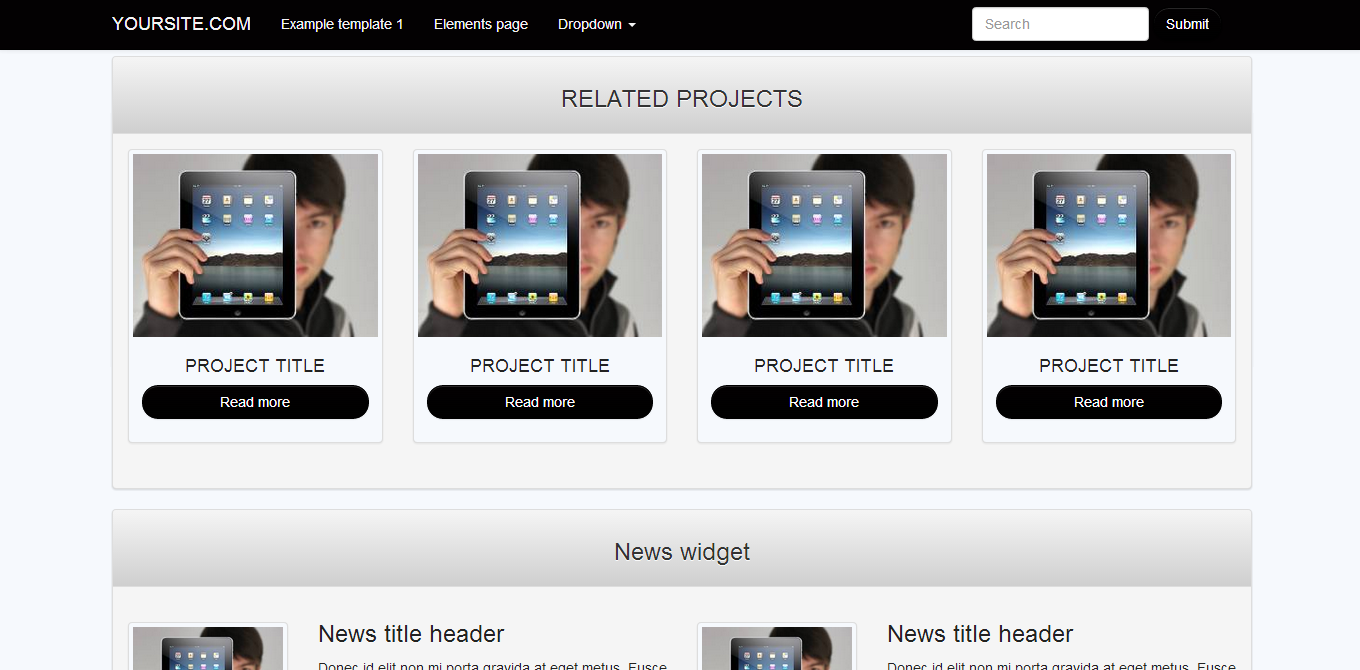 YOURSITE.COM Example template 1 Elements page Dropdown Search Submit
RELATED PROJECTS
PROJECT TITLE PROJECT TITLE PROJECT TITLE PROJECT TITLE
Read more Read more Read more Read more
News widget
News title header News title header
Donec id elit non mi porta gravida at eget metus. Fusce Donec id elit non mi porta gravida at eget metus. Fusce